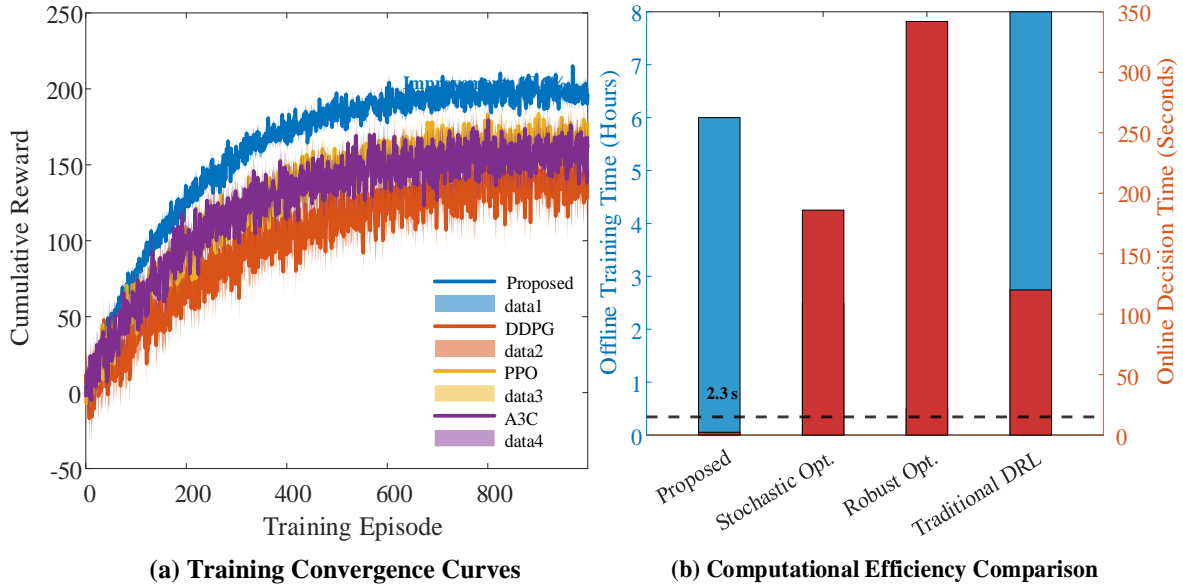 250
200
150
100
50
0
-50
Cumulative Reward
0
200
400
600
800
Training Episode
Proposed
data1
DDPG
data2
PPO
data3
A3C
data4
(a) Training Convergence Curves
8
7
6
5
4
3
2
1
0
Offline Training Time (Hours)
350
300
250
200
150
100
50
0
Online Decision Time (Seconds)
2.3 s
Proposed
Stochastic Opt.
Robust Opt.
Traditional DRL
(b) Computational Efficiency Comparison